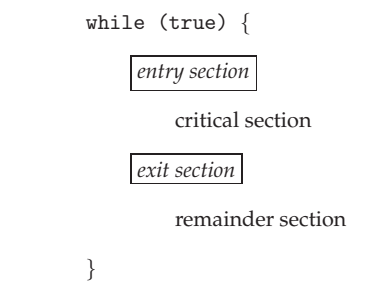 while (true) {
entry section
critical section
exit section
remainder section
}